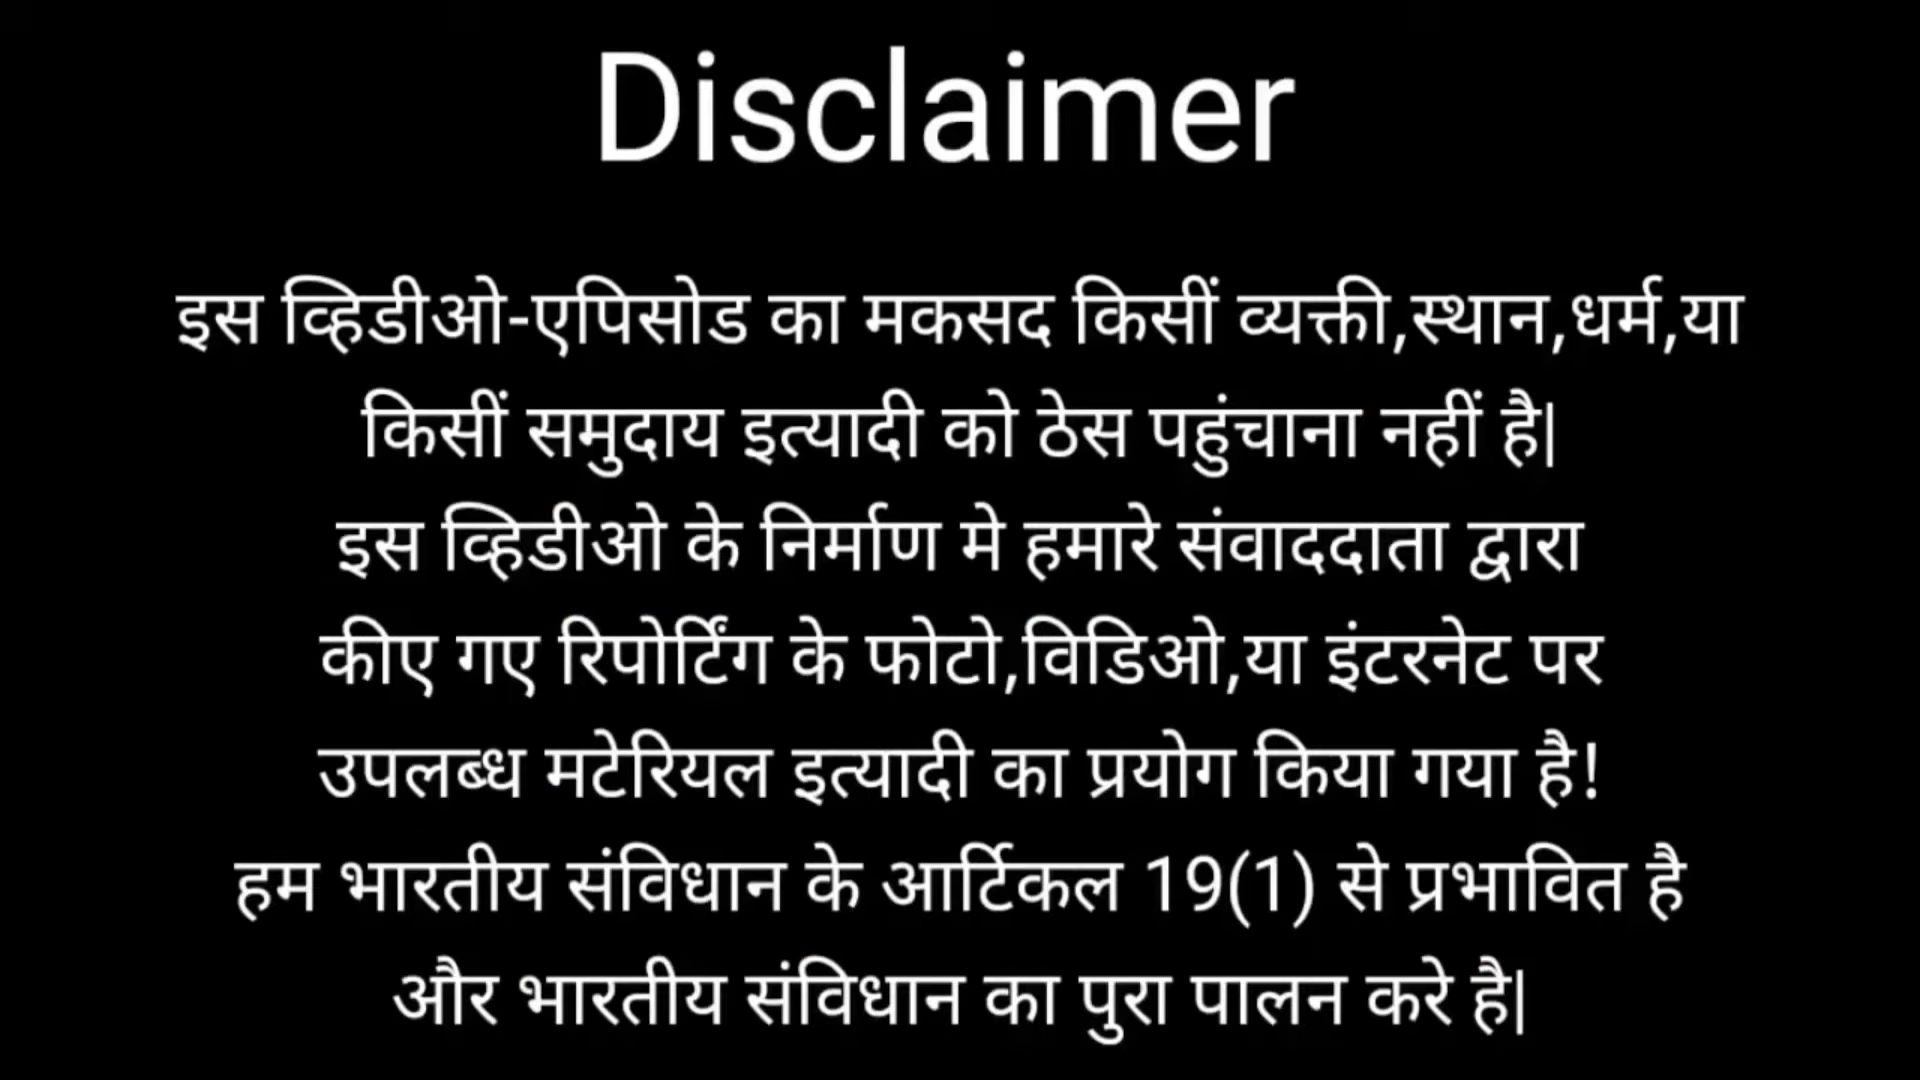 Disclaimer
इस व्हिडीओ-एपिसोड का मकसद किसीं व्यक्ती,स्थान,धर्म,या
किसीं समुदाय इत्यादी को ठेस पहुंचाना नहीं है|
इस व्हिडीओ के निर्माण मे हमारे संवाददाता द्वारा
कीए गए रिपोर्टिंग के फोटो,विडिओ,या इंटरनेट पर
उपलब्ध मटेरियल इत्यादी का प्रयोग किया गया है!
हम भारतीय संविधान के आर्टिकल 19(1) से प्रभावित है
और भारतीय संविधान का पुरा पालन करे है|